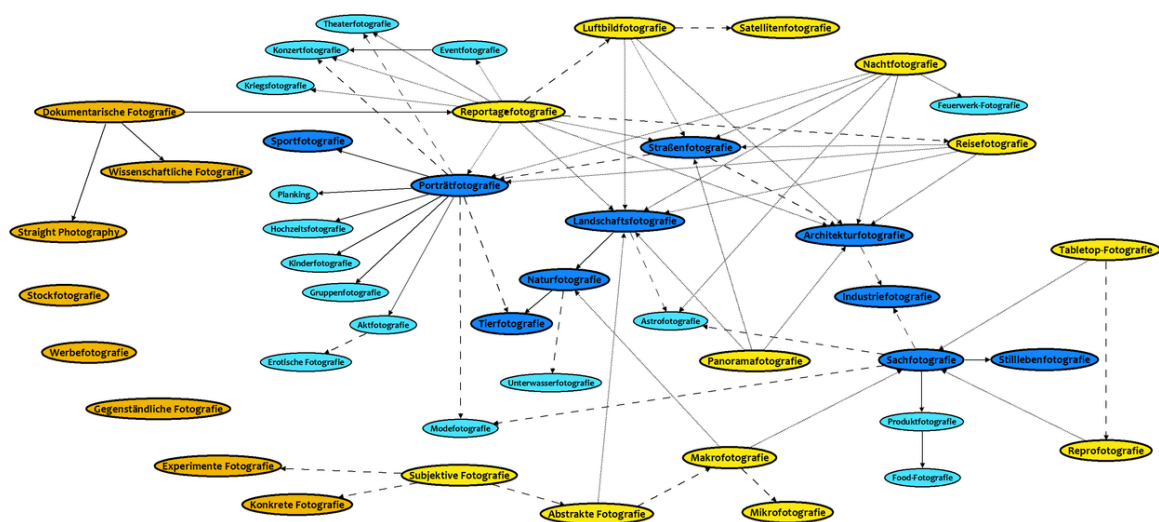 Theaterfotografie
Luftbildfotografie
Satellitenfotografie
Konzertfotografie
Eventfotografie
Nachtfotografie
Kriegsfotografie
Feuerwerk-Fotografie
Dokumentarische Fotografie
Reportagefotografie
Sportfotografie
Straßenfotografie
Reisefotografie
Wissenschaftliche Fotografie
Porträtfotografie
Planking
Landschaftsfotografie
Hochzeitsfotografie
Straight Photography
Architekturfotografie
Tabletop-Fotografie
Kinderfotografie
Naturfotografie
Gruppenfotografie
Stockfotografie
Industriefotografie
Aktfotografie
Tierfotografie
Astrofotografie
Werbefotografie
Erotische Fotografie
Panoramafotografie
Sachfotografie
Stilllebenfotografie
Unterwasserfotografie
Gegenständliche Fotografie
Modefotografie
Produktfotografie
Reprofotografie
Makrofotografie
Experimente Fotografie
Subjektive Fotografie
Food-Fotografie
Konkrete Fotografie
Abstrakte Fotografie
Mikrofotografie